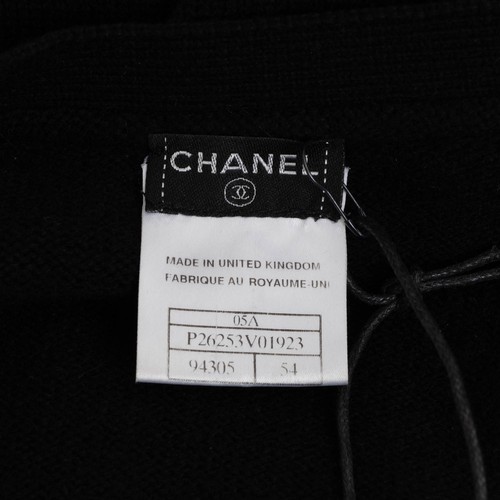 CHANEL
MADE IN UNITED KINGDOM
FABRIQUE AU ROYAUME-UNI
05A
P26253V01923
94305 54